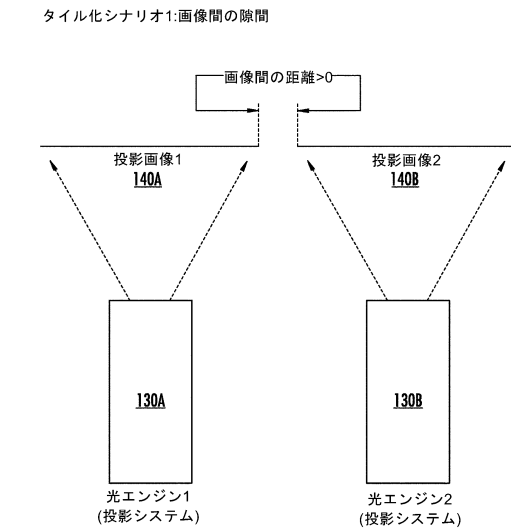 タイル化シナリオ1:画像間の隙間
画像間の距離>0
投影画像1
140A
投影画像2
140B
130A
130B
光エンジン1
(投影システム)
光エンジン2
(投影システム)